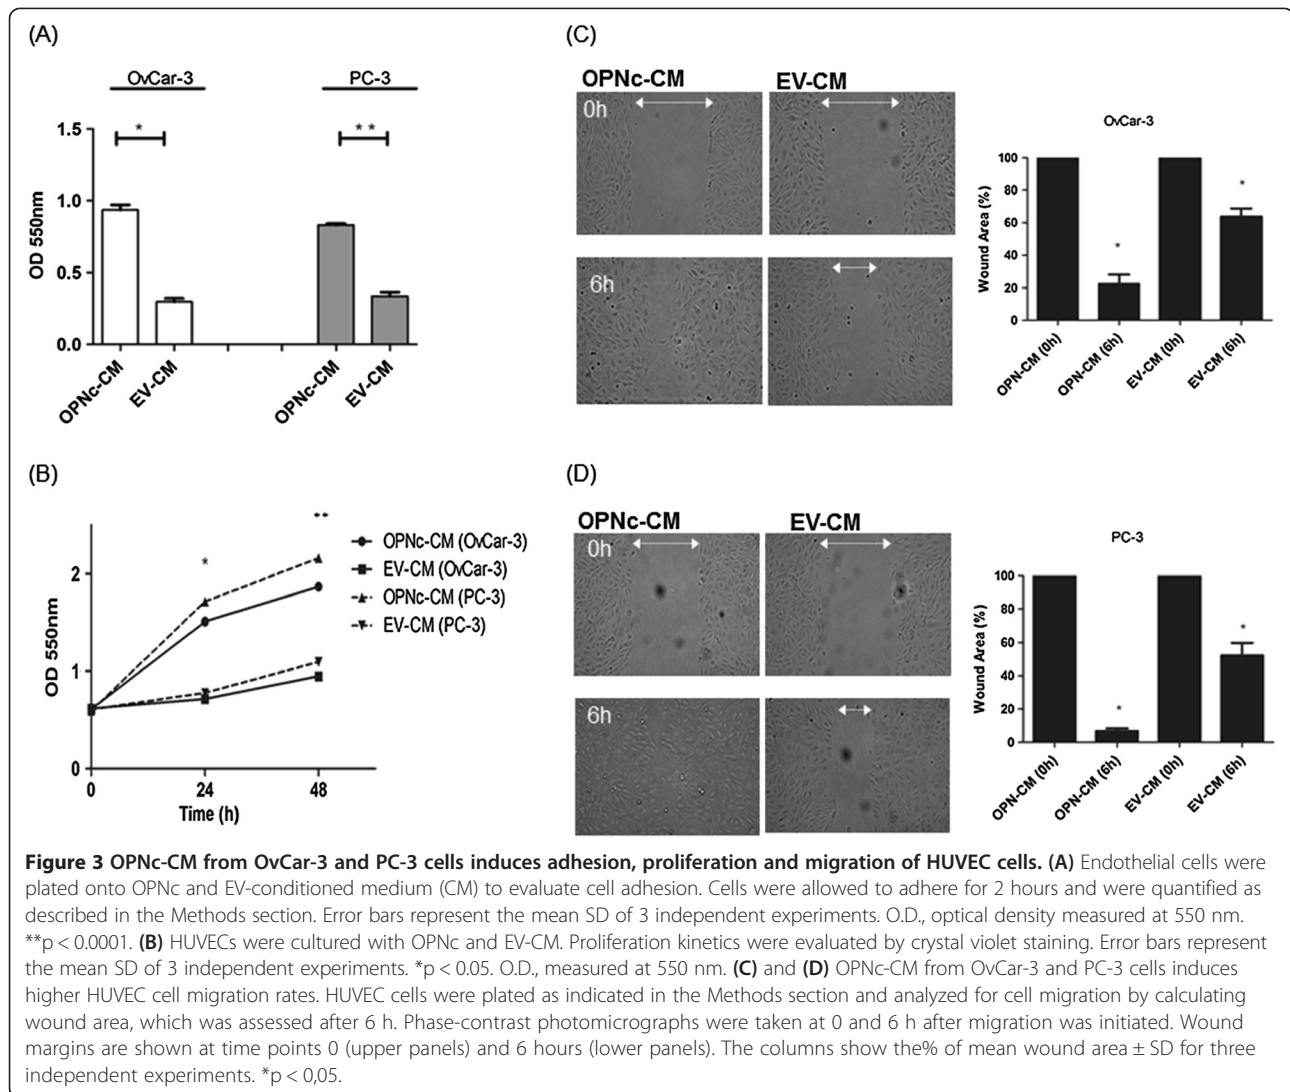 (A)
OvCar-3 PC-3
* **
1.5
1.0
0.5
0.0
OD 550nm
OPNc-CM
EV-CM
OPNc-CM
EV-CM
(B)
* **
2
1
0
OD 550nm
0 24 48
Time (h)
OPNc-CM (OvCar-3)
EV-CM (OvCar-3)
OPNc-CM (PC-3)
EV-CM (PC-3)
(C)
OPNc-CM EV-CM
0h
6h
OvCar-3
100
80
60
40
20
0
Wound Area (%)
* *
OPN-CM (0h)
OPN-CM (6h)
EV-CM (0h)
EV-CM (6h)
(D)
OPNc-CM EV-CM
0h
6h
PC-3
100
80
60
40
20
0
Wound Area (%)
* *
OPN-CM (0h)
OPN-CM (6h)
EV-CM (0h)
EV-CM (6h)
Figure 3 OPNc-CM from OvCar-3 and PC-3 cells induces adhesion, proliferation and migration of HUVEC cells. (A) Endothelial cells were
plated onto OPNc and EV-conditioned medium (CM) to evaluate cell adhesion. Cells were allowed to adhere for 2 hours and were quantified as
described in the Methods section. Error bars represent the mean SD of 3 independent experiments. O.D., optical density measured at 550 nm.
**p < 0.0001. (B) HUVECs were cultured with OPNc and EV-CM. Proliferation kinetics were evaluated by crystal violet staining. Error bars represent
the mean SD of 3 independent experiments. *p < 0.05. O.D., measured at 550 nm. (C) and (D) OPNc-CM from OvCar-3 and PC-3 cells induces
higher HUVEC cell migration rates. HUVEC cells were plated as indicated in the Methods section and analyzed for cell migration by calculating
wound area, which was assessed after 6 h. Phase-contrast photomicrographs were taken at 0 and 6 h after migration was initiated. Wound
margins are shown at time points 0 (upper panels) and 6 hours (lower panels). The columns show the% of mean wound area ± SD for three
independent experiments. *p < 0,05.